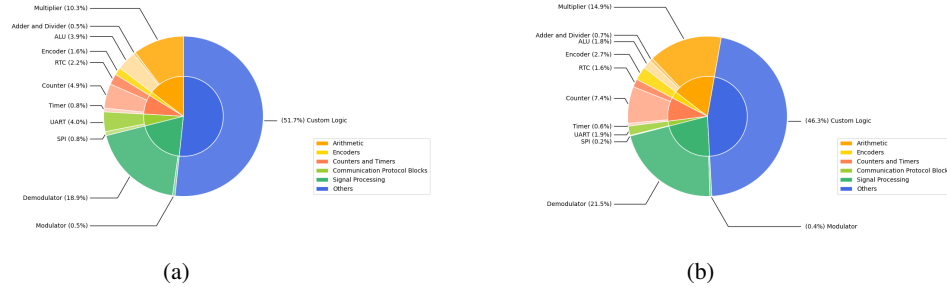 Multiplier (10.3%)
Adder and Divider (0.5%)
ALU (3.9%)
Encoder (1.6%)
RTC (2.2%)
Counter (4.9%)
Timer (0.8%)
UART (4.0%)
SPI (0.8%)
Demodulator (18.9%)
Modulator (0.5%)
(51.7%) Custom Logic
Arithmetic
Encoders
Counters and Timers
Communication Protocol Blocks
Signal Processing
Others
(a)
Multiplier (14.9%)
Adder and Divider (0.7%)
ALU (1.8%)
Encoder (2.7%)
RTC (1.6%)
Counter (7.4%)
Timer (0.6%)
UART (1.9%)
SPI (0.2%)
Demodulator (21.5%)
(0.4%) Modulator
(46.3%) Custom Logic
Arithmetic
Encoders
Counters and Timers
Communication Protocol Block
Signal Processing
Others
(b)